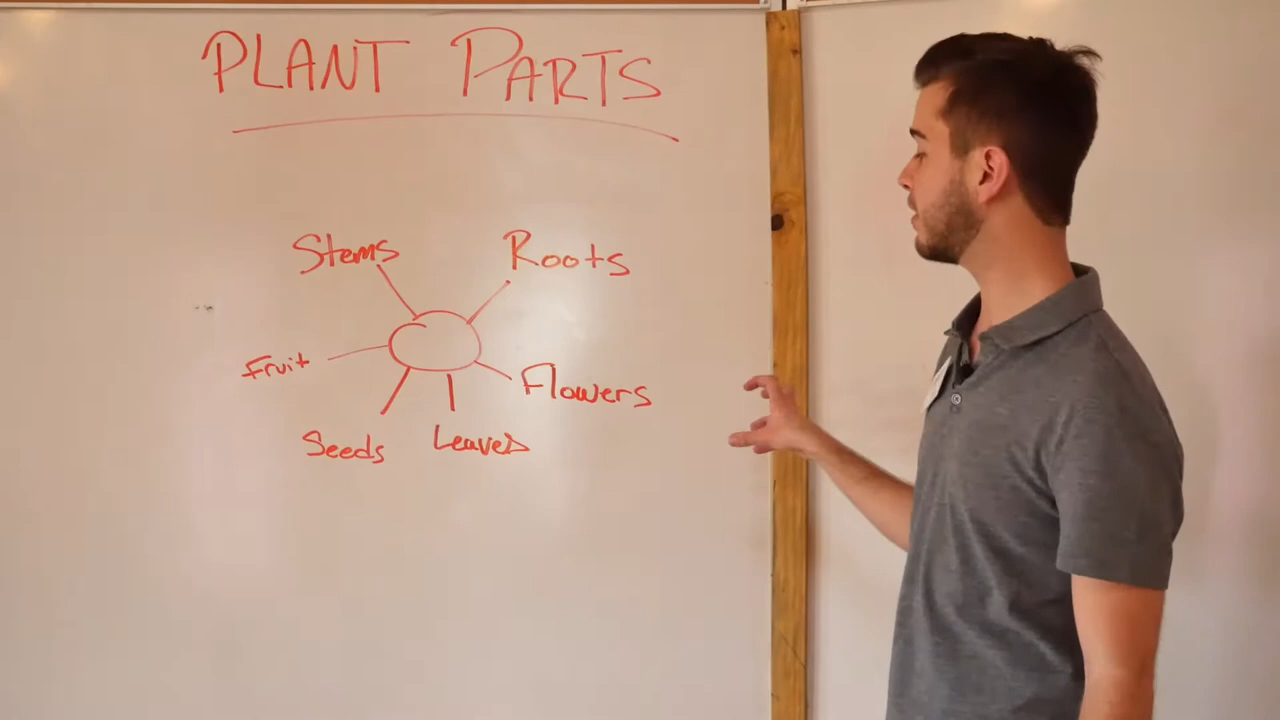 PLANT PARTS
Stems
Roots
Fruit
Flowers
Seeds
Leaves